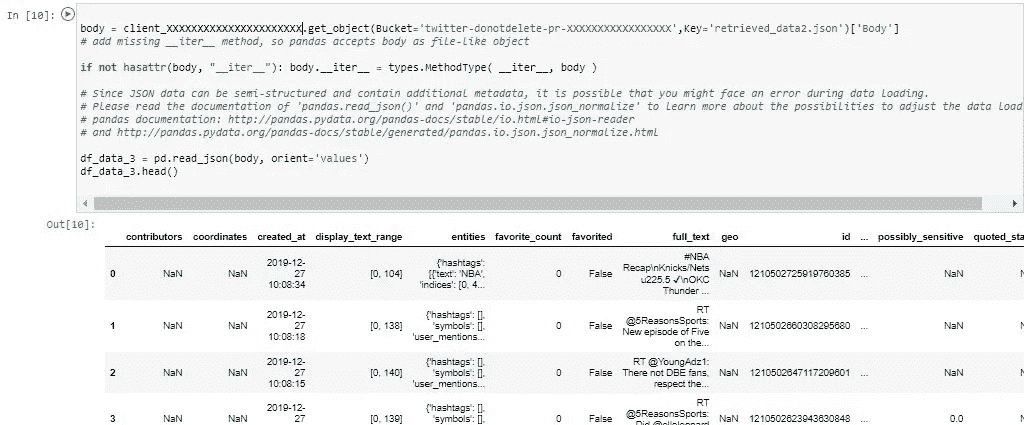 In [10]:
body = client_XXXXXXXXXXXXXXXXXXXXXX.get_object(Bucket='twitter-donotdelete-pr-XXXXXXXXXXXXXXXXX',Key='retrieved_data2.json')['Body']
# add missing __iter__ method, so pandas accepts body as file-like object
if not hasattr(body, "__iter__"): body.__iter__ = types.MethodType( __iter__, body )
# Since JSON data can be semi-structured and contain additional metadata, it is possible that you might face an error during data loading.
# Please read the documentation of 'pandas.read_json()' and 'pandas.io.json.json_normalize' to learn more about the possibilities to adjust the data load
# pandas documentation: http://pandas.pydata.org/pandas-docs/stable/io.html#io-json-reader
# and http://pandas.pydata.org/pandas-docs/stable/generated/pandas.io.json.json_normalize.html
df_data_3 = pd.read_json(body, orient='values')
df_data_3.head()
Out[10]:
contributors coordinates created_at display_text_range entities favorite_count favorited full_text geo id ... possibly_sensitive quoted_sta
0 NaN NaN 2019-12-27 10:08:34 [0, 104] {'hashtags': [{'text': 'NBA', 'indices': [0, 4... 0 False #NBA Recap\nKnicks/Nets u225.5 ✓\nOKC Thunder ... NaN 1210502725919760385 ... NaN
1 NaN NaN 2019-12-27 10:08:18 [0, 138] {'hashtags': [], 'symbols': [], 'user_mentions... 0 False RT @5ReasonsSports: New episode of Five on the... NaN 1210502660308295680 ... NaN
2 NaN NaN 2019-12-27 10:08:15 [0, 140] {'hashtags': [], 'symbols': [], 'user_mentions... 0 False RT @YoungAdz1: There not DBE fans, respect the... NaN 1210502647117209601 ... NaN
3 NaN NaN 2019-12-27 [0, 139] {'hashtags': [], 'symbols': [], 0 False RT @5ReasonsSports: NaN 1210502623943630848 ... 0.0